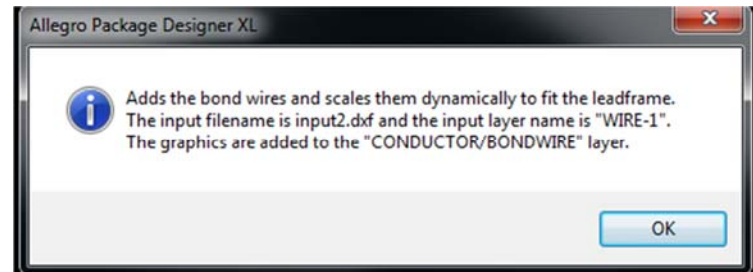 Allegro Package Designer XL
Adds the bond wires and scales them dynamically to fit the leadframe.
The input filename is input2.dxf and the input layer name is "WIRE-1".
The graphics are added to the "CONDUCTOR/BONDWIRE" layer.
OK